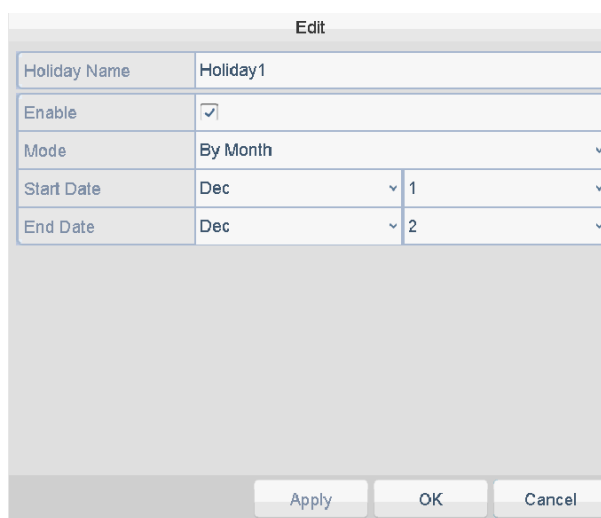 Edit
Holiday Name Holiday1
Enable
Mode By Month
Start Date Dec 1
End Date Dec 2
Apply OK Cancel